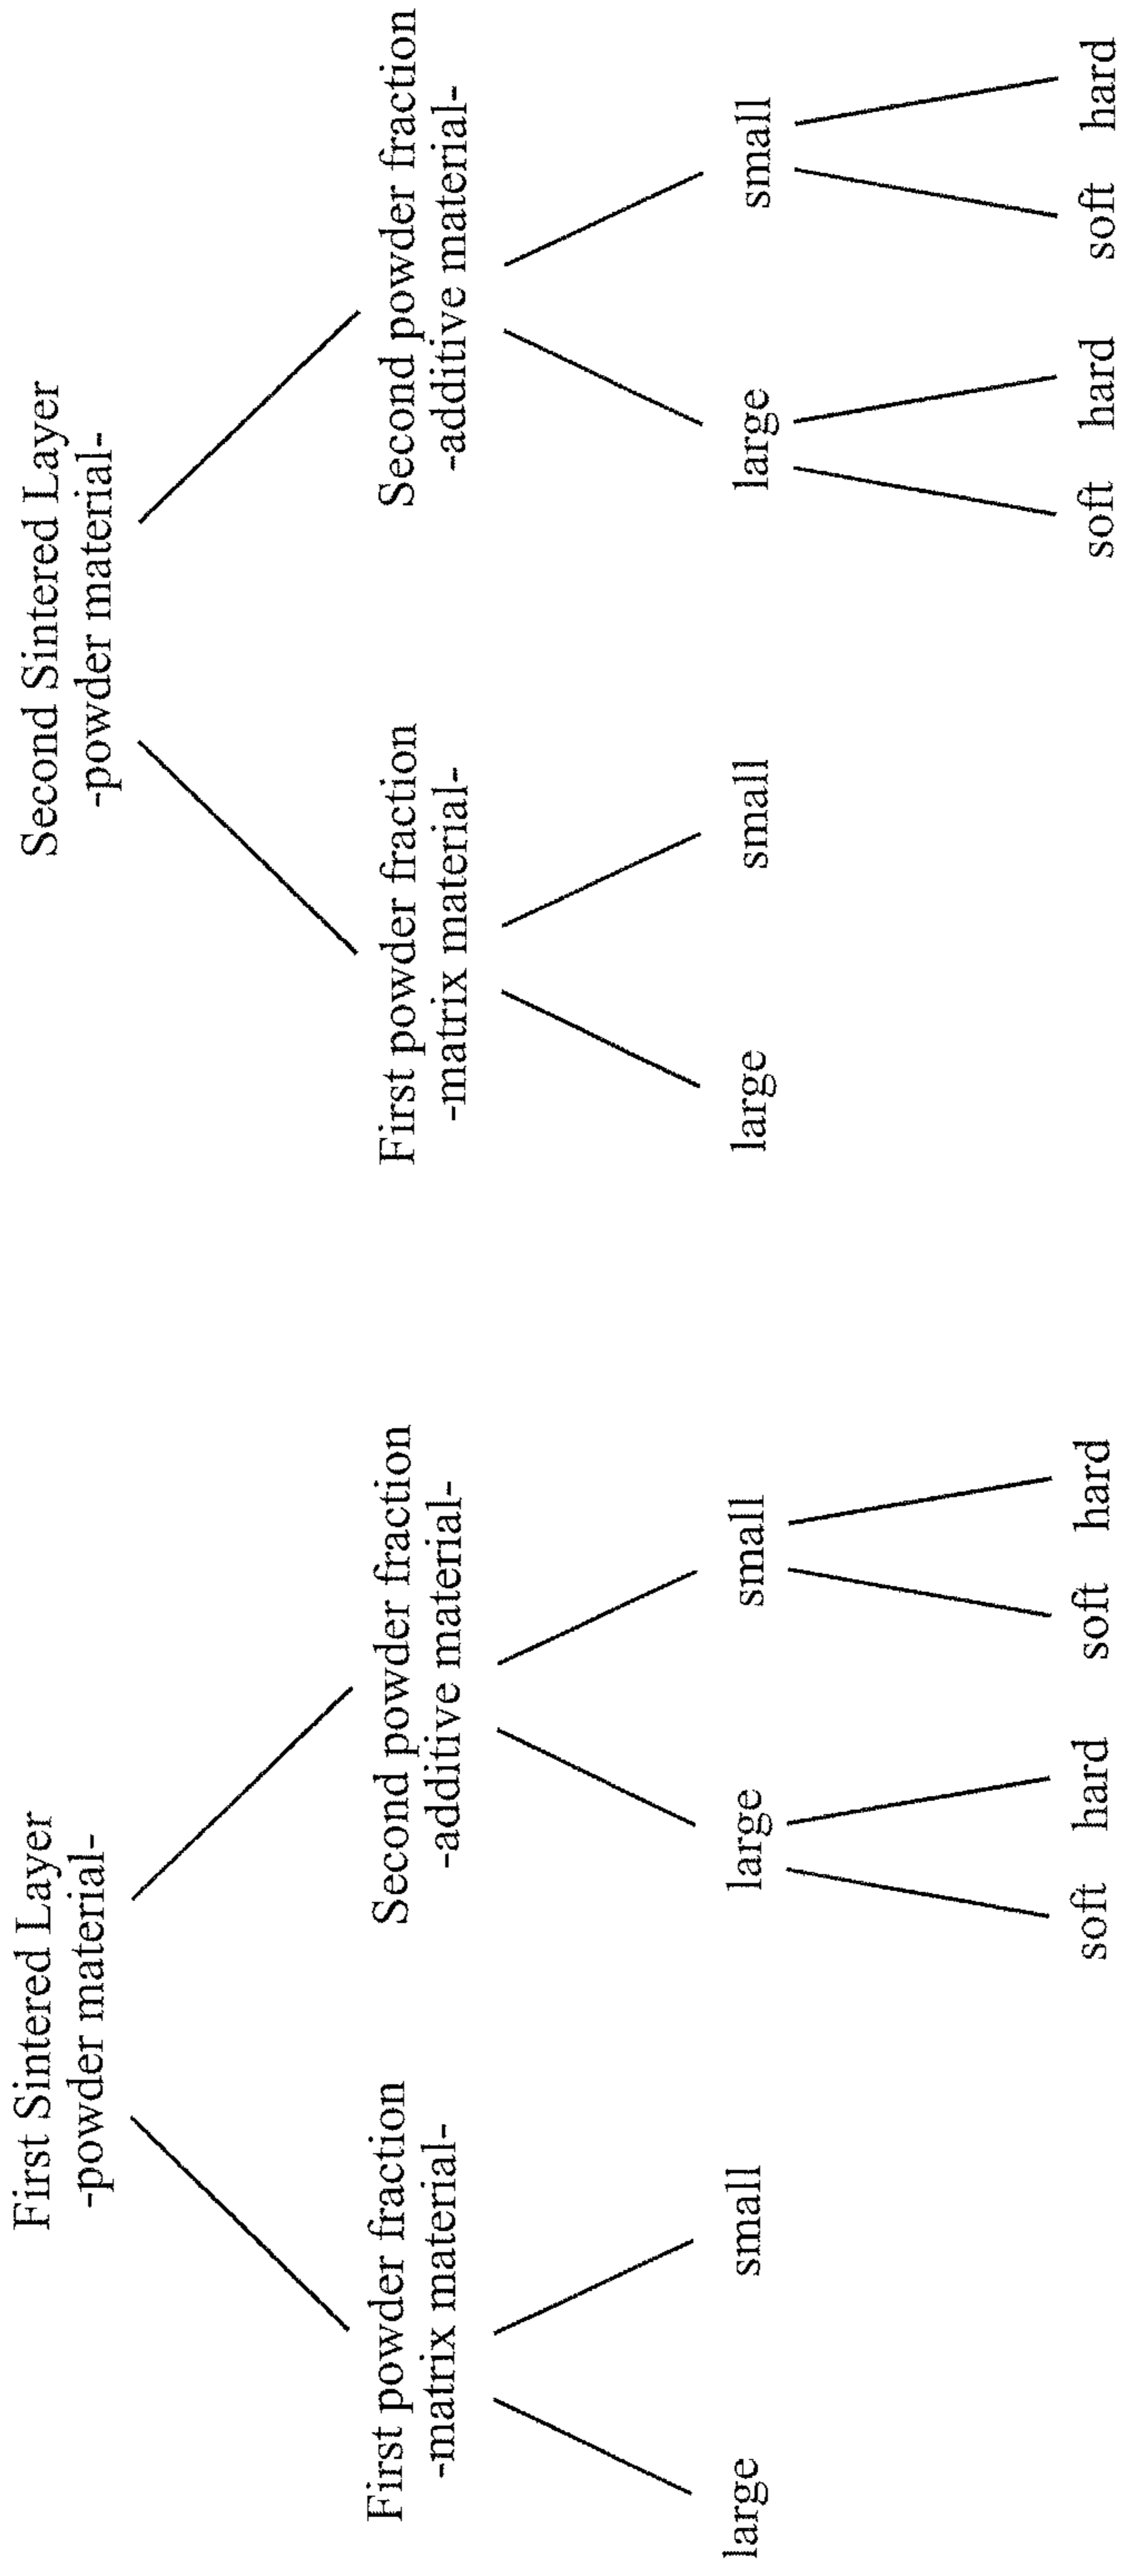 First Sintered Layer
-powder material-
First powder fraction
-matrix material-
large
small
Second powder fraction
-additive material-
large
small
soft
hard
soft
hard
Second Sintered Layer
-powder material-
First powder fraction
-matrix material-
large
small
Second powder fraction
-additive material-
large
small
soft
hard
soft
hard